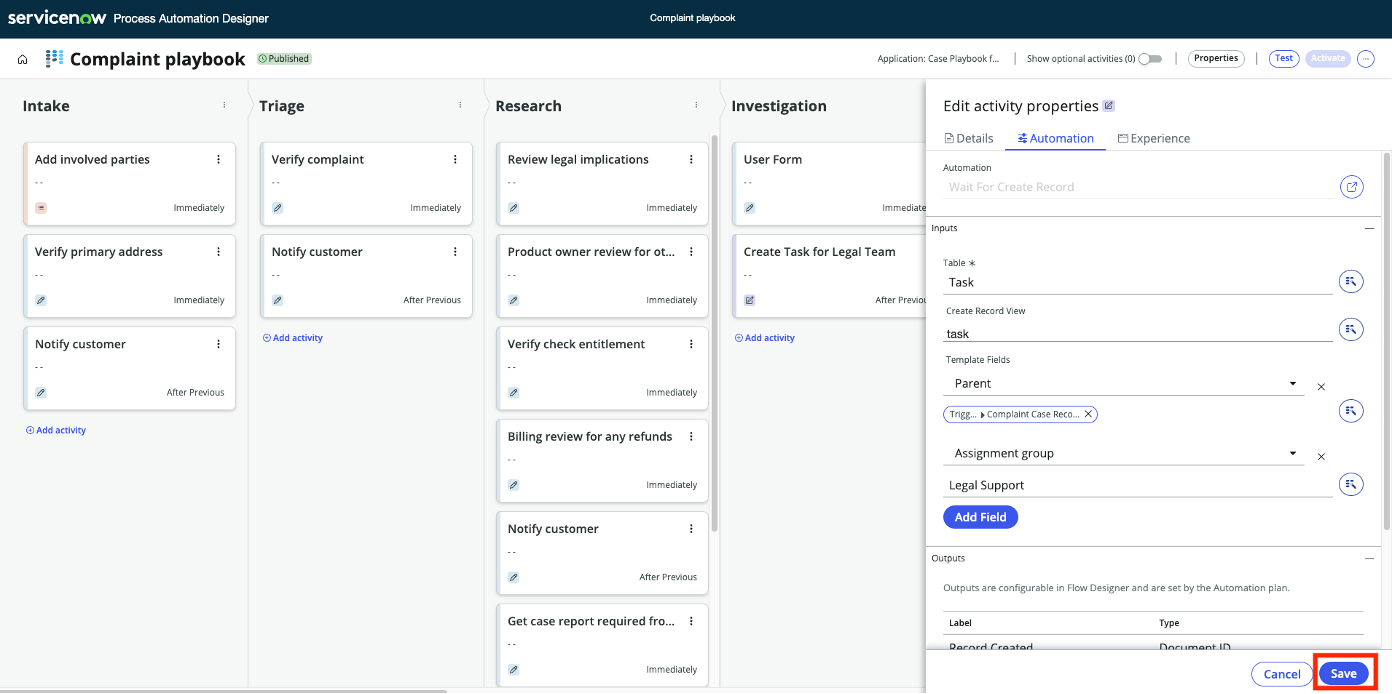 servicenow Process Automation Designer
Complaint playbook
Complaint playbook
Published
Application: Case Playbook f...
Show optional activities (0)
Properties
Test
Activate
Intake
Add involved parties
--
Immediately
Verify primary address
--
Immediately
Notify customer
--
After Previous
Add activity
Triage
Verify complaint
--
Immediately
Notify customer
--
After Previous
Add activity
Research
Review legal implications
--
Immediately
Product owner review for ot...
--
Immediately
Verify check entitlement
--
Immediately
Billing review for any refunds
--
Immediately
Notify customer
--
After Previous
Get case report required fro...
--
Immediately
Investigation
User Form
--
Immediate
Create Task for Legal Team
--
After Previou
Add activity
Edit activity properties
Details
Automation
Experience
Automation
Wait For Create Record
Inputs
Table *
Task
Create Record View
task
Template Fields
Parent
Trigg... ▸ Complaint Case Reco...
Assignment group
Legal Support
Add Field
Outputs
Outputs are configurable in Flow Designer and are set by the Automation plan.
Label Type
Record Created Document ID
Cancel
Save